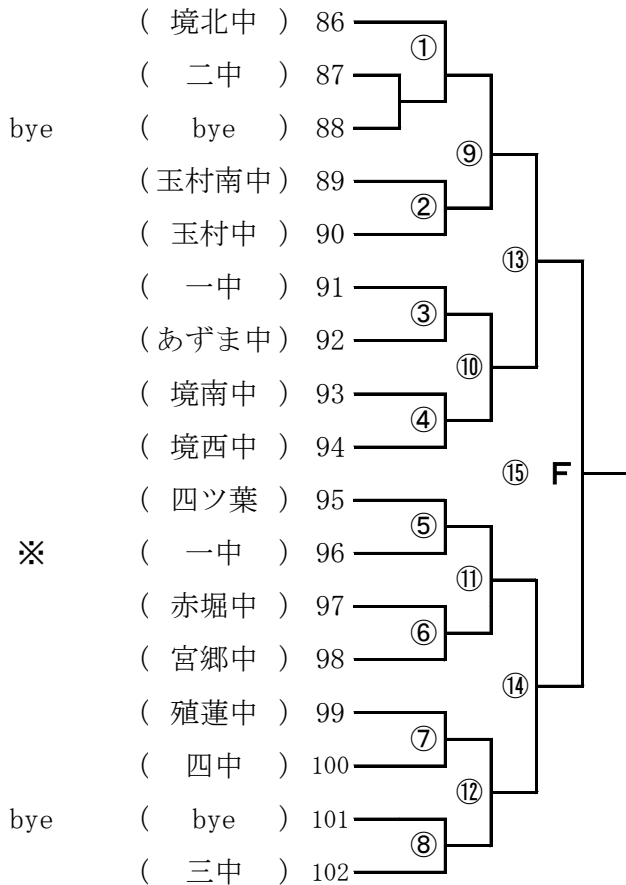 ( 境北中 ) 86
①
( 二中 ) 87
bye ( bye ) 88
⑨
(玉村南中) 89
②
( 玉村中 ) 90
⑬
( 一中 ) 91
③
(あずま中) 92
⑩
( 境南中 ) 93
④
( 境西中 ) 94
⑮ F
( 四ツ葉 ) 95
⑤
※ ( 一中 ) 96
⑪
( 赤堀中 ) 97
⑥
( 宮郷中 ) 98
⑭
( 殖蓮中 ) 99
⑦
( 四中 ) 100
⑫
bye ( bye ) 101
⑧
( 三中 ) 102